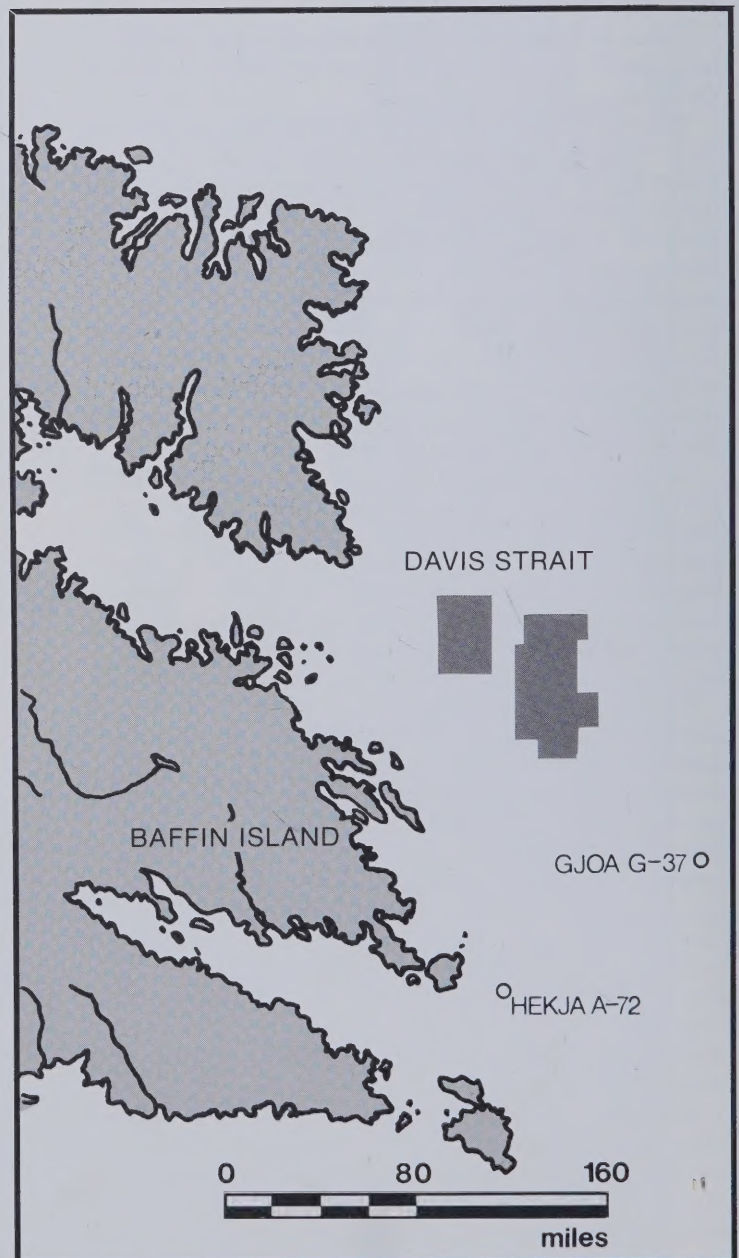 DAVIS STRAIT
BAFFIN ISLAND
GJOA G-37
HEKJA A-72
0 80 160
miles